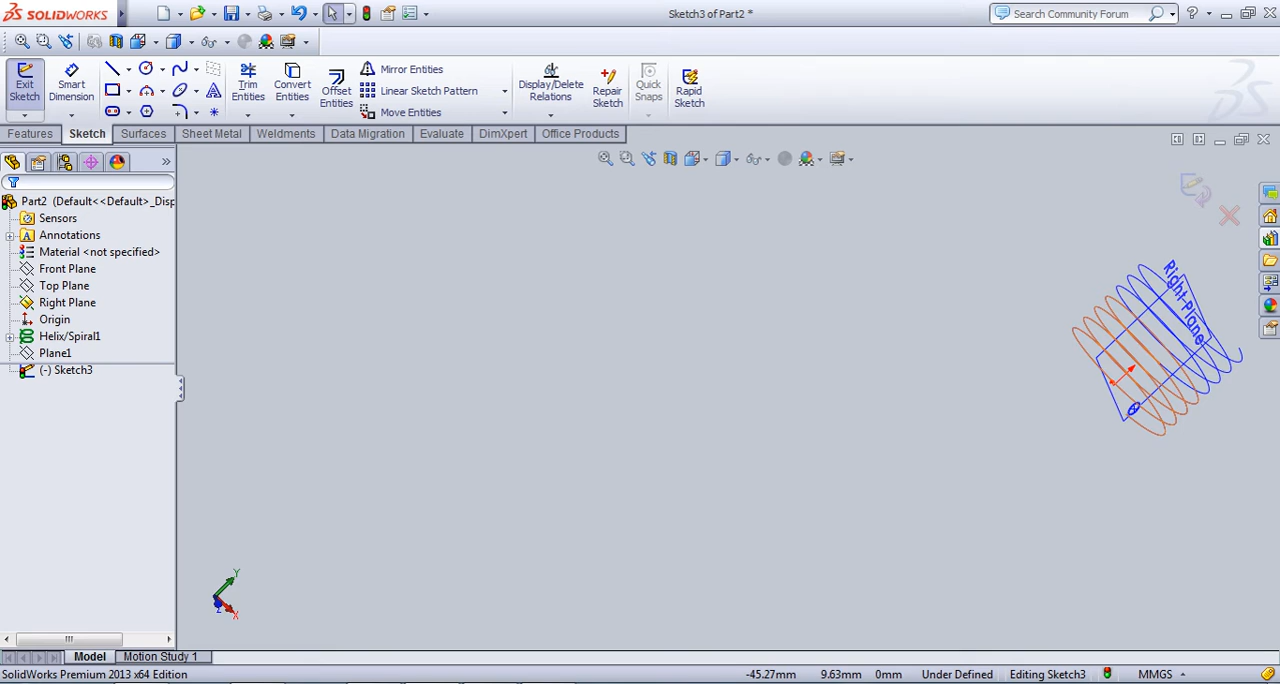 SOLIDWORKS
Sketch3 of Part2 *
Search Community Forum
Exit Sketch
Smart Dimension
Trim Entities
Convert Entities
Offset Entities
Mirror Entities
Linear Sketch Pattern
Move Entities
Display/Delete Relations
Repair Sketch
Quick Snaps
Rapid Sketch
Features Sketch Surfaces Sheet Metal Weldments Data Migration Evaluate DimXpert Office Products
Part2 (Default<<Default>_Disp
Sensors
Annotations
Material <not specified>
Front Plane
Top Plane
Right Plane
Origin
Helix/Spiral1
Plane1
(-) Sketch3
Right-Plane
Y
X
Z
Model Motion Study 1
SolidWorks Premium 2013 x64 Edition -45.27mm 9.63mm 0mm Under Defined Editing Sketch3 MMGS